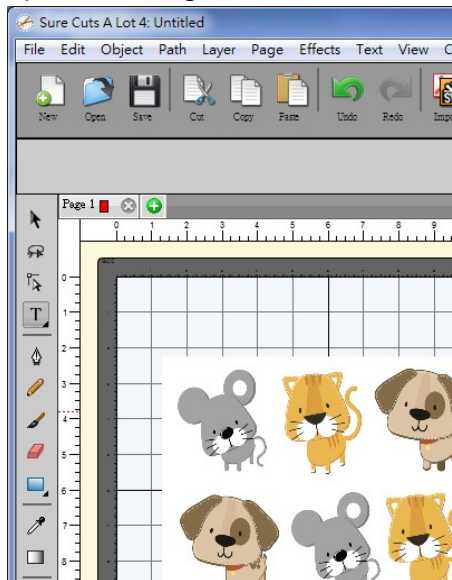 Sure Cuts A Lot 4: Untitled
File Edit Object Path Layer Page Effects Text View
New Open Save Cut Copy Paste Undo Redo Impo
Page 1
0 1 2 3 4 5 6 7 8 9
0
T
2
3
4
5
6
7
8